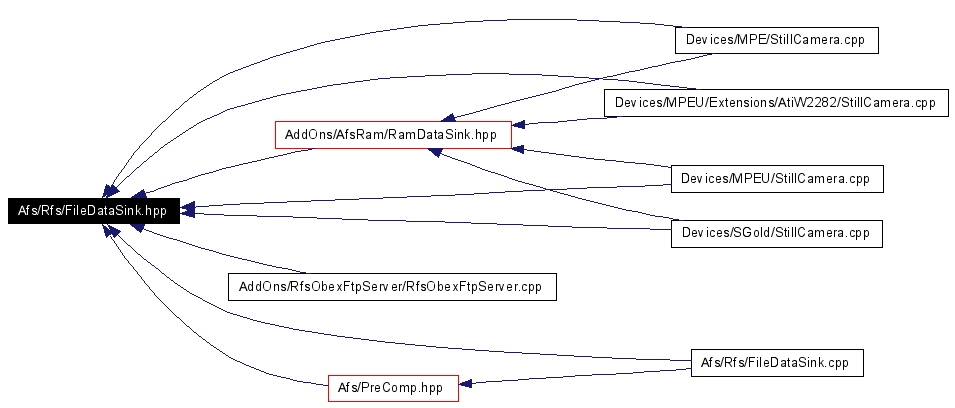 Devices/MPE/StillCamera.cpp
Devices/MPEU/Extensions/AtiW2282/StillCamera.cpp
AddOns/AfsRam/RamDataSink.hpp
Devices/MPEU/StillCamera.cpp
Afs/Rfs/FileDataSink.hpp
Devices/SGold/StillCamera.cpp
AddOns/RfsObexFtpServer/RfsObexFtpServer.cpp
Afs/Rfs/FileDataSink.cpp
Afs/PreComp.hpp